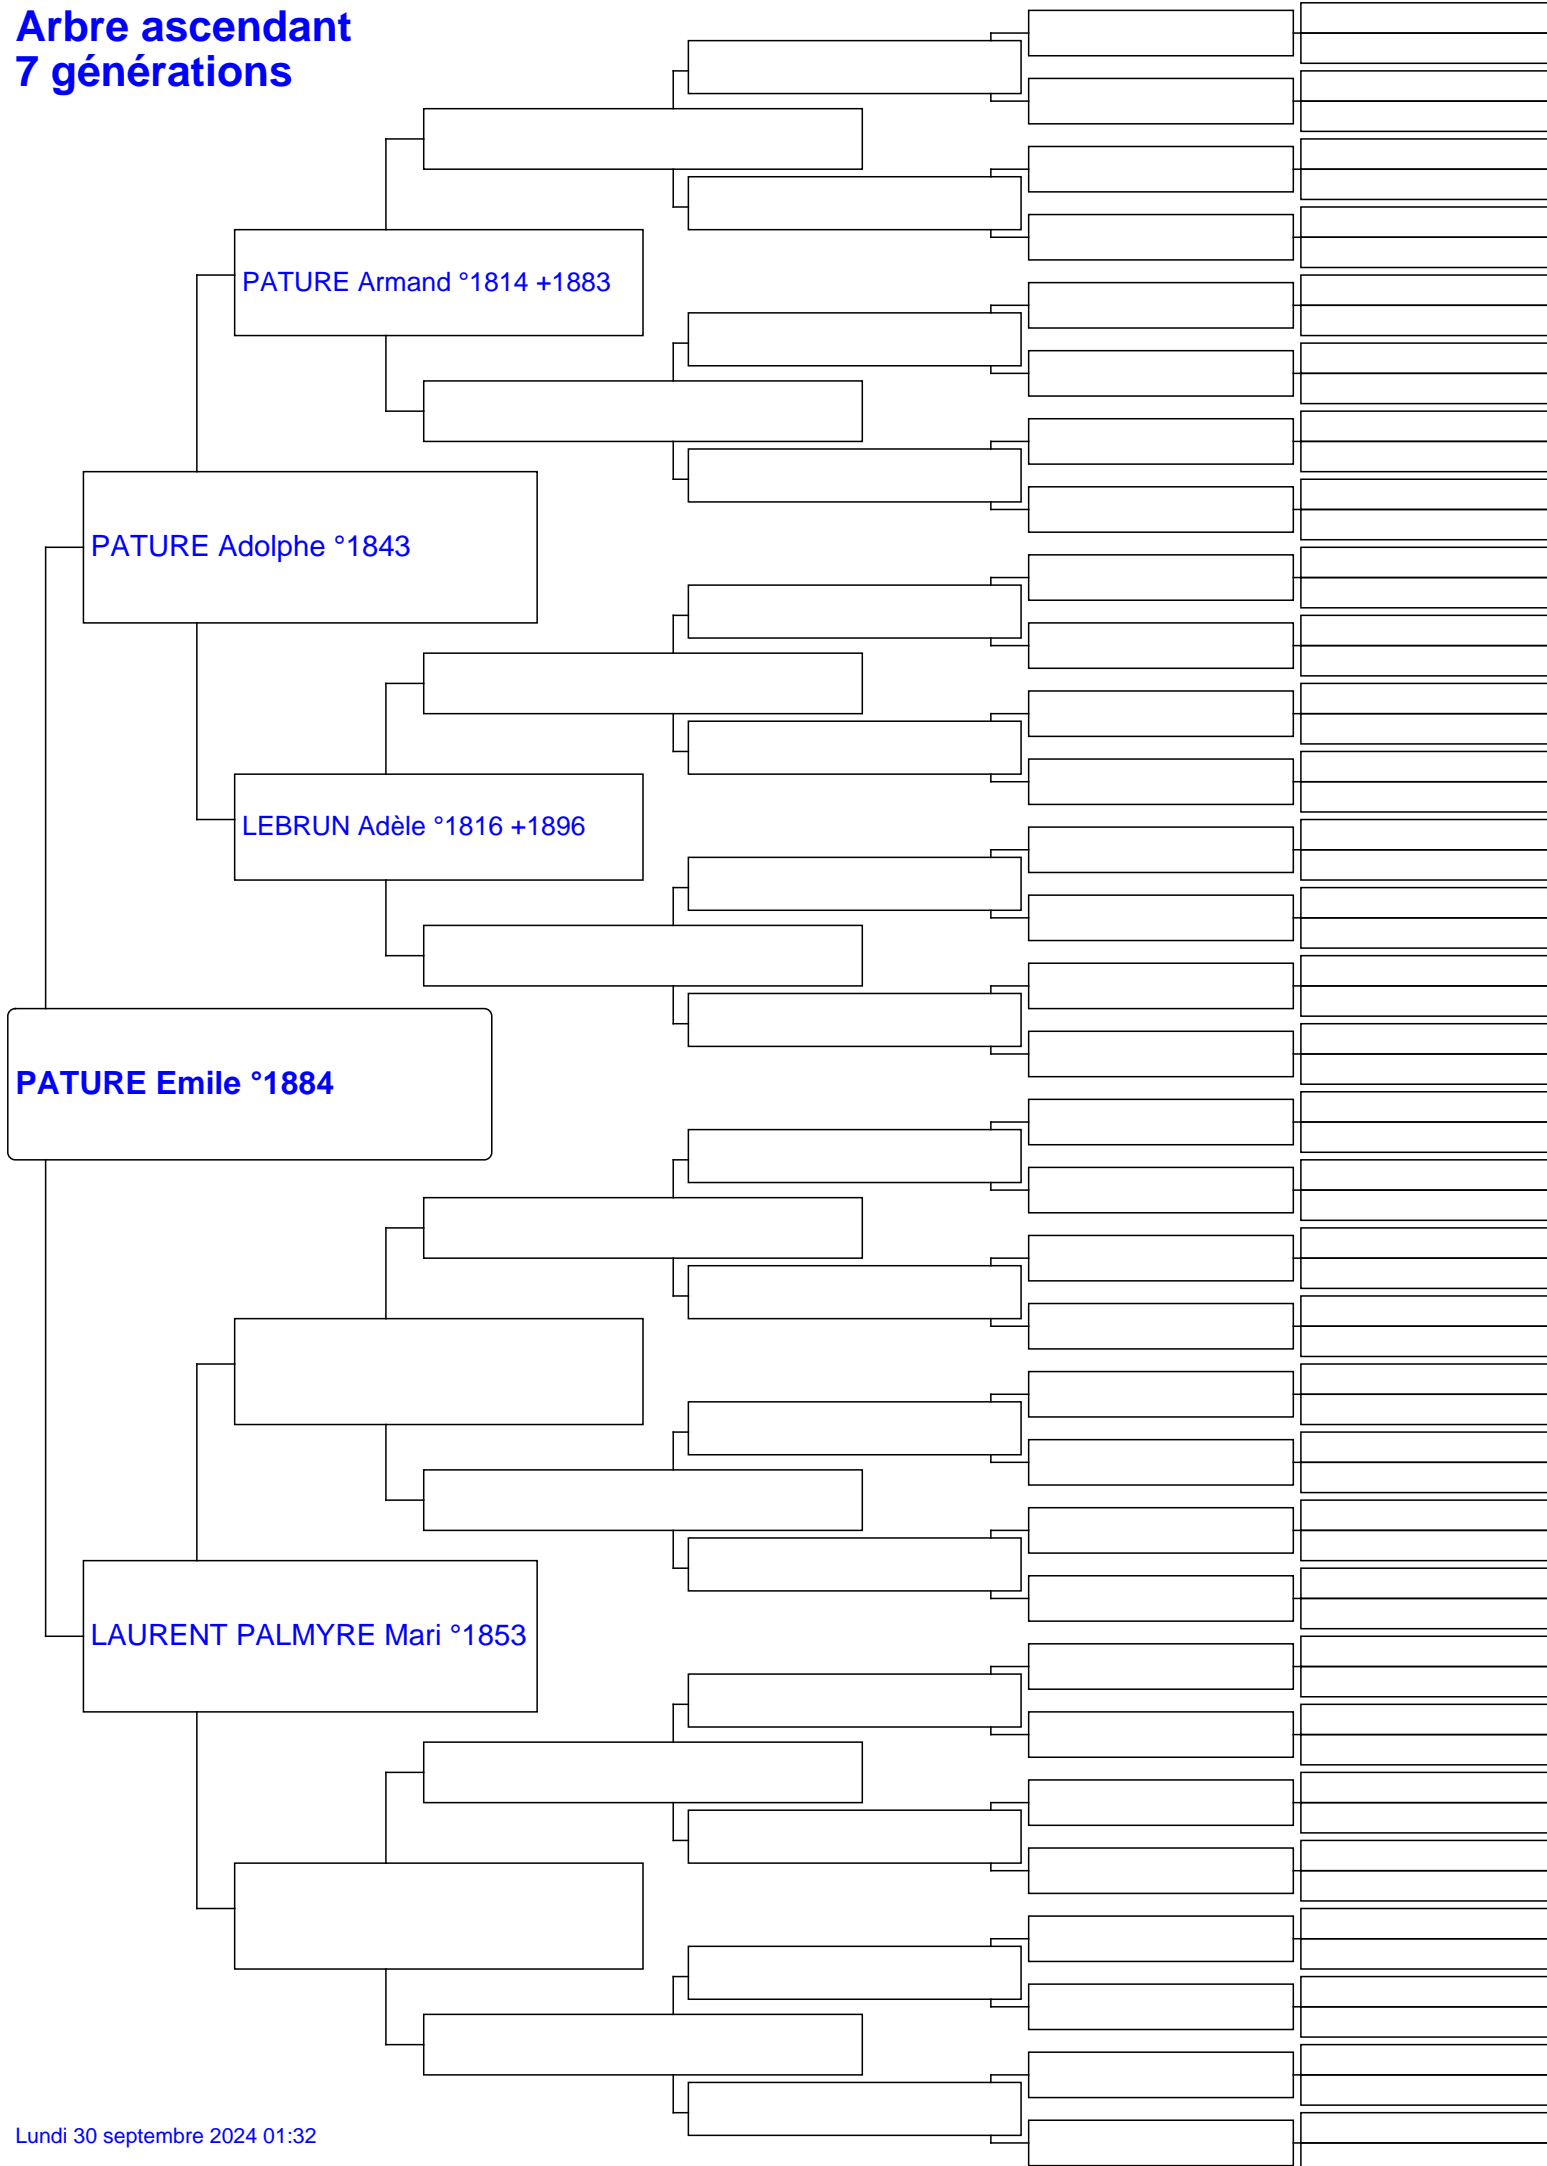 Arbre ascendant
7 générations
PATURE Armand °1814 +1883
PATURE Adolphe °1843
LEBRUN Adèle °1816 +1896
PATURE Emile °1884
LAURENT PALMYRE Mari °1853
Lundi 30 septembre 2024 01:32